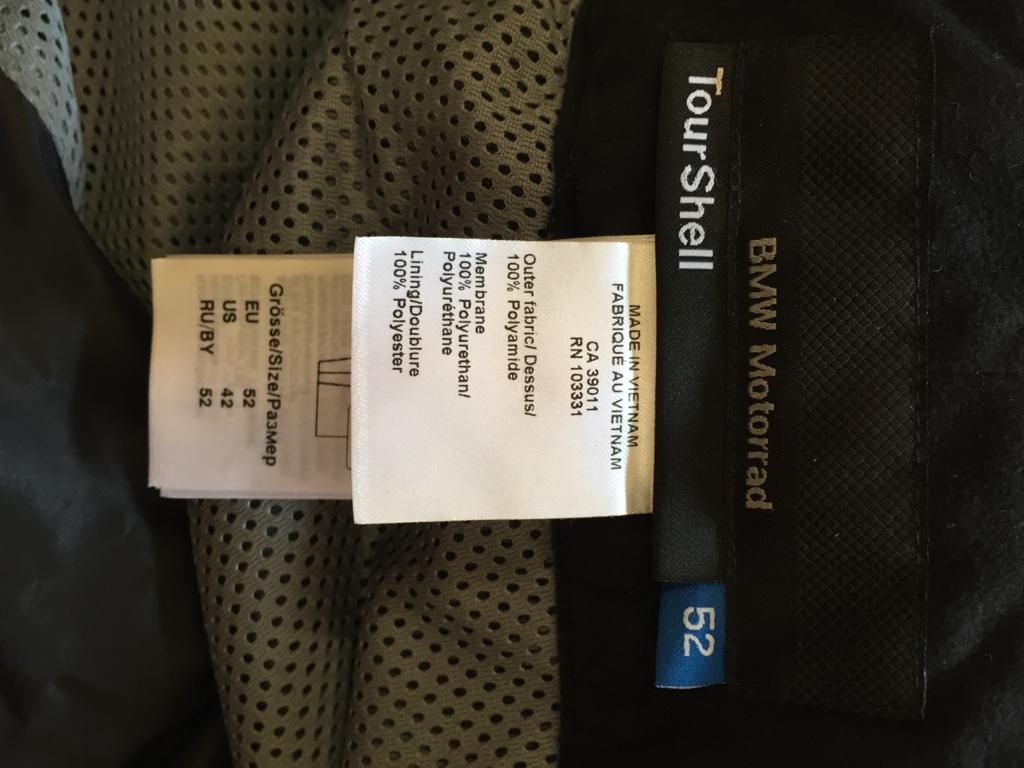 BMW Motorrad
TourShell
52
MADE IN VIETNAM
FABRIQUE AU VIETNAM
CA 39011
RN 103331
Outer fabric/ Dessus/
100% Polyamide
Membrane
100% Polyurethan/
Polyuréthane
Lining/Doublure
100% Polyester
Grösse/Size/Размер
EU 52
US 42
RU/BY 52